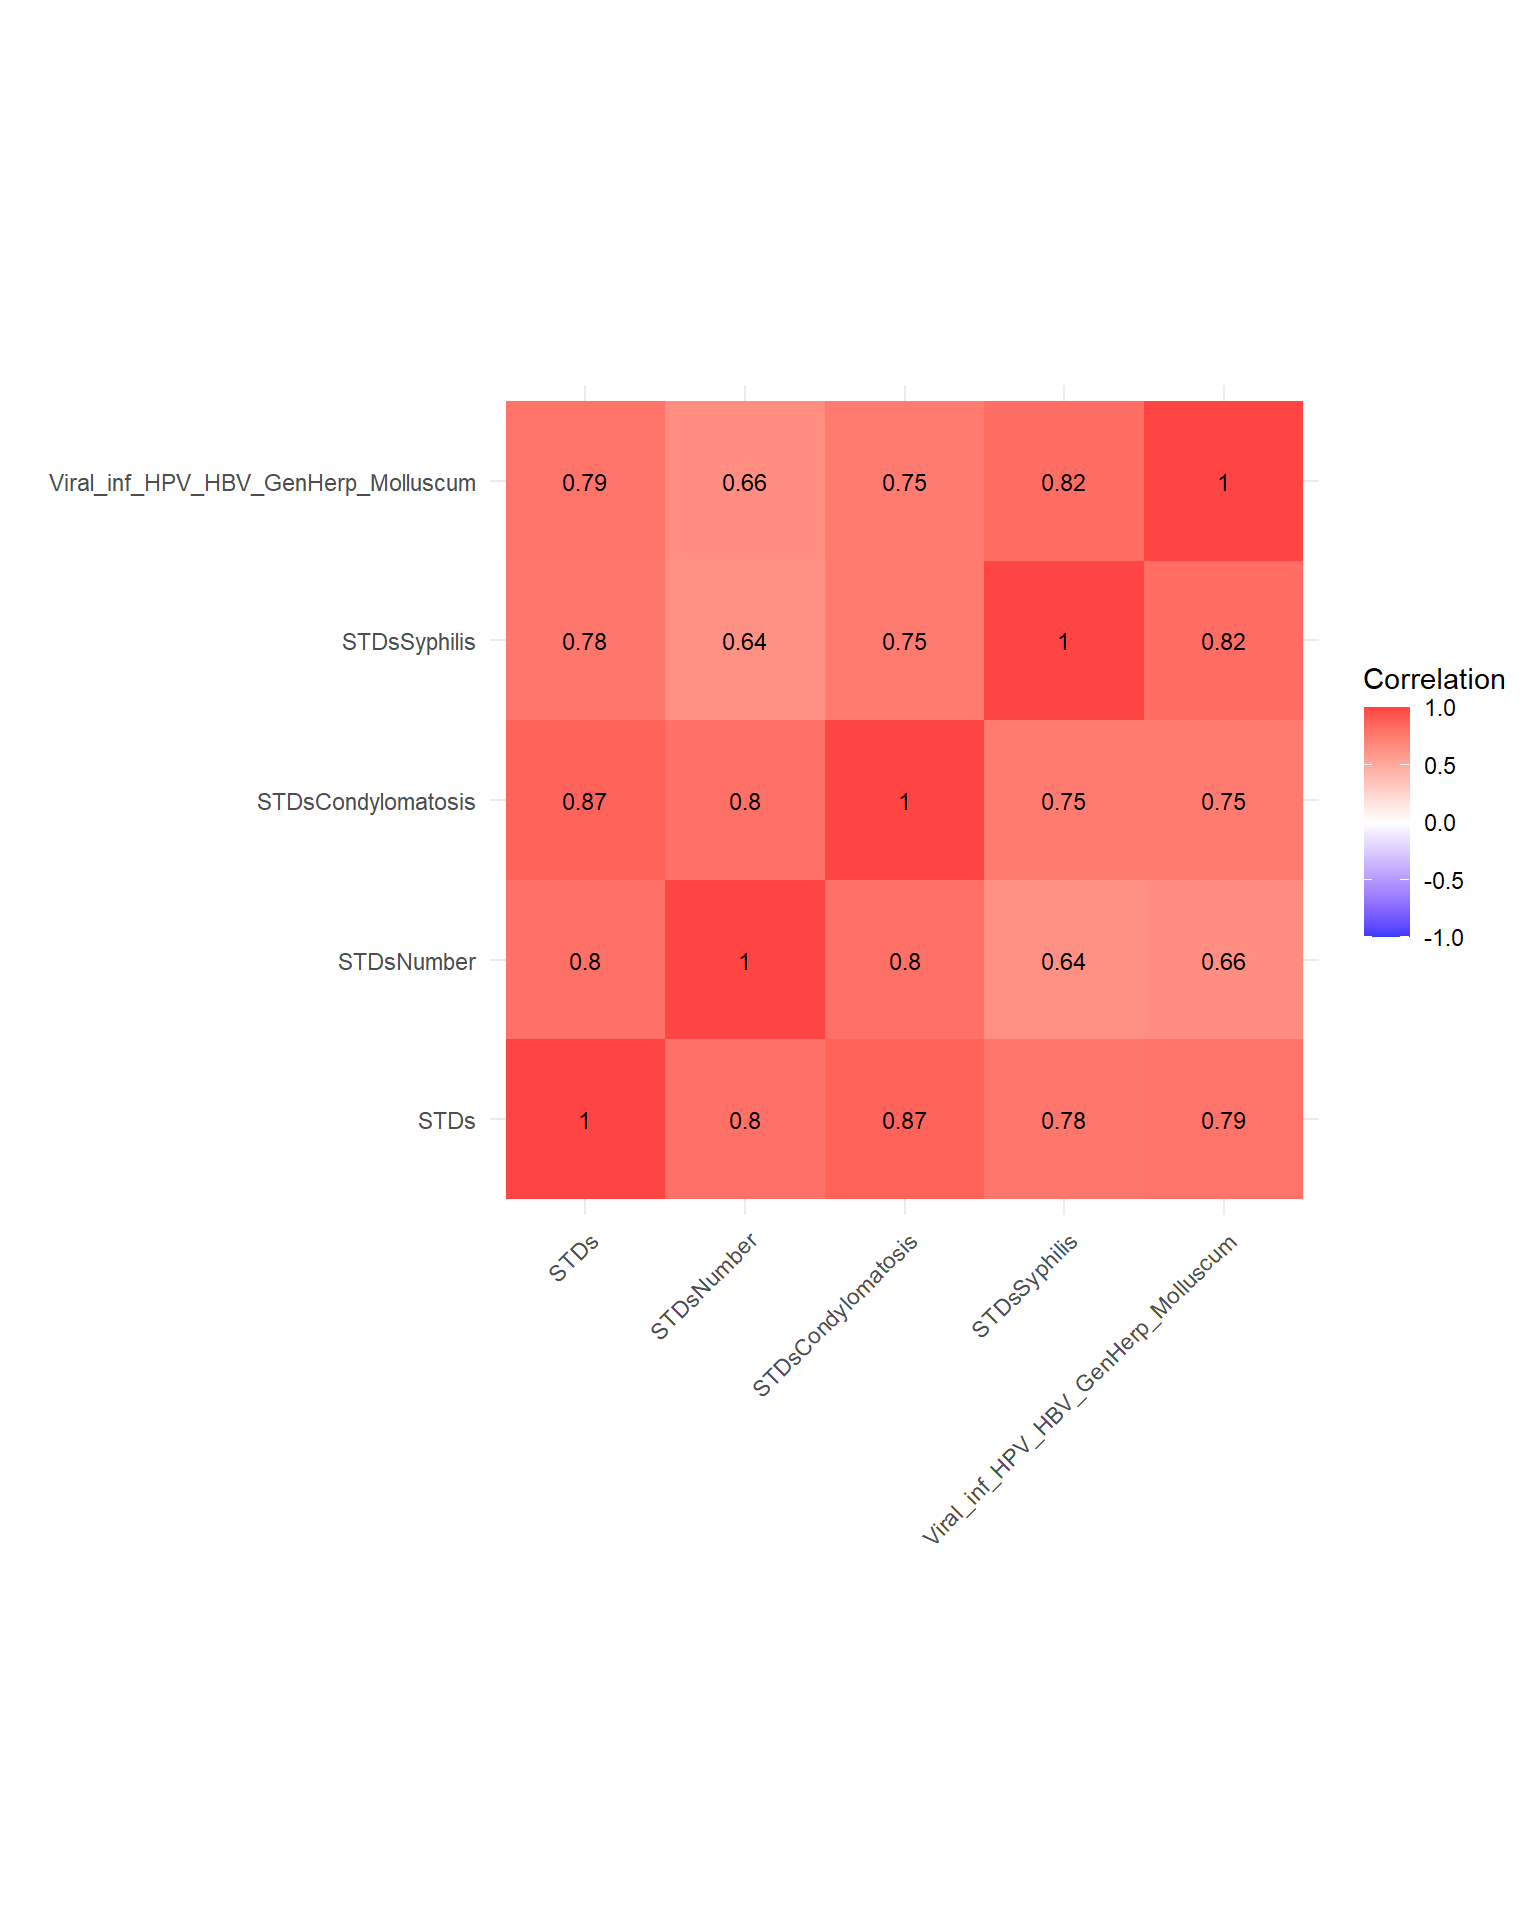 Viral_inf_HPV_HBV_GenHerp_Molluscum
0.79 0.66 0.75 0.82 1
STDsSyphilis
0.78 0.64 0.75 1 0.82
STDsCondylomatosis
0.87 0.8 1 0.75 0.75
STDsNumber
0.8 1 0.8 0.64 0.66
STDs
1 0.8 0.87 0.78 0.79
STDs
STDsNumber
STDsCondylomatosis
STDsSyphilis
Viral_inf_HPV_HBV_GenHerp_Molluscum
Correlation
1.0
0.5
0.0
-0.5
-1.0